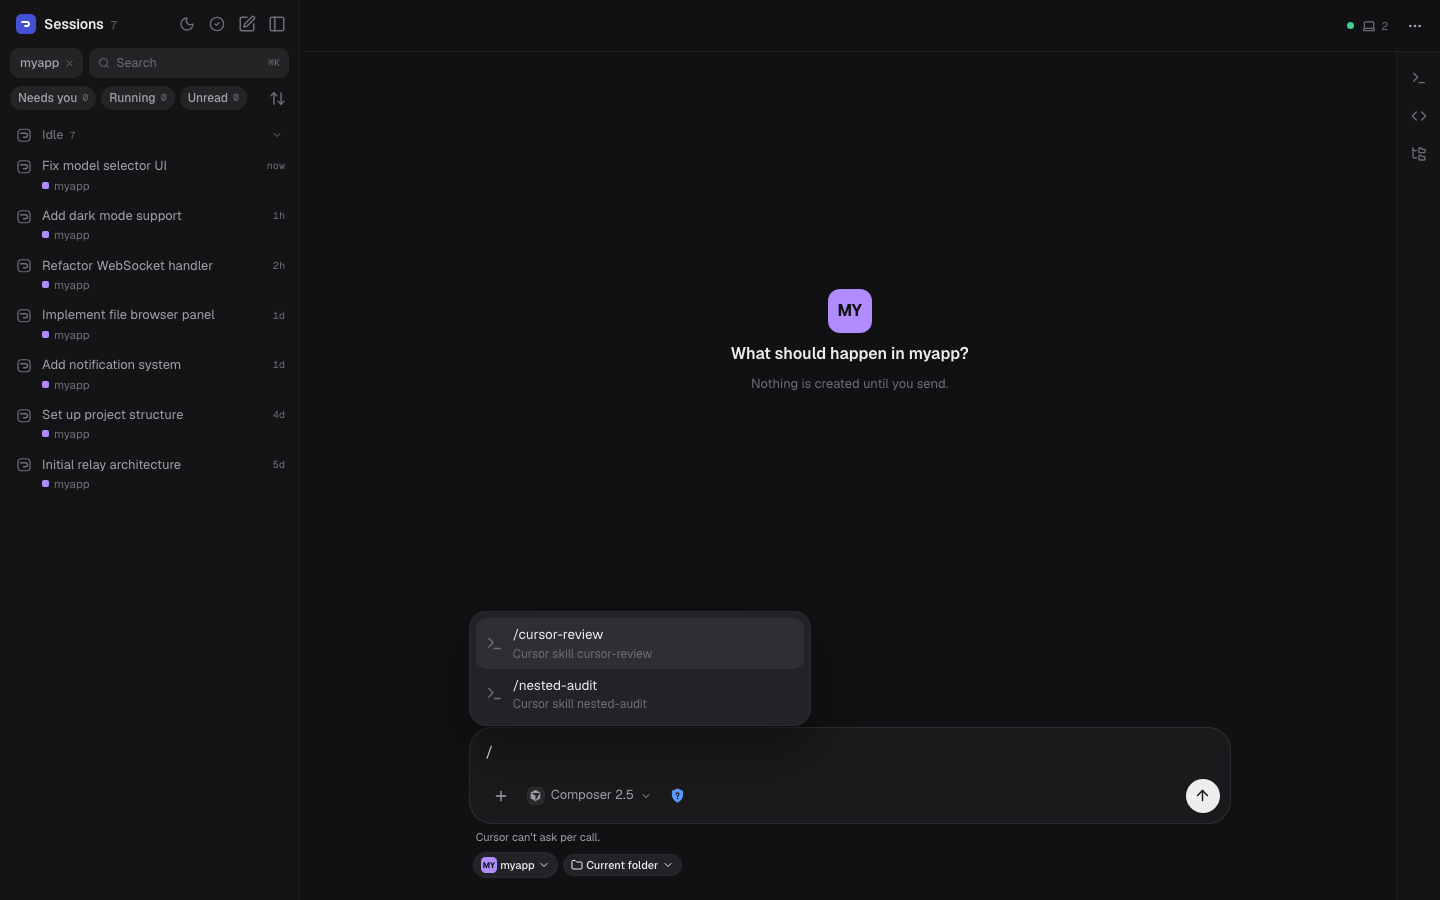 Sessions 7
myapp
Search ⌘K
Needs you 0
Running 0
Unread 0
Idle 7
Fix model selector UI now
myapp
Add dark mode support 1h
myapp
Refactor WebSocket handler 2h
myapp
Implement file browser panel 1d
myapp
Add notification system 1d
myapp
Set up project structure 4d
myapp
Initial relay architecture 5d
myapp
2
MY
What should happen in myapp?
Nothing is created until you send.
/cursor-review
Cursor skill cursor-review
/nested-audit
Cursor skill nested-audit
/
Composer 2.5
Cursor can't ask per call.
MY myapp
Current folder